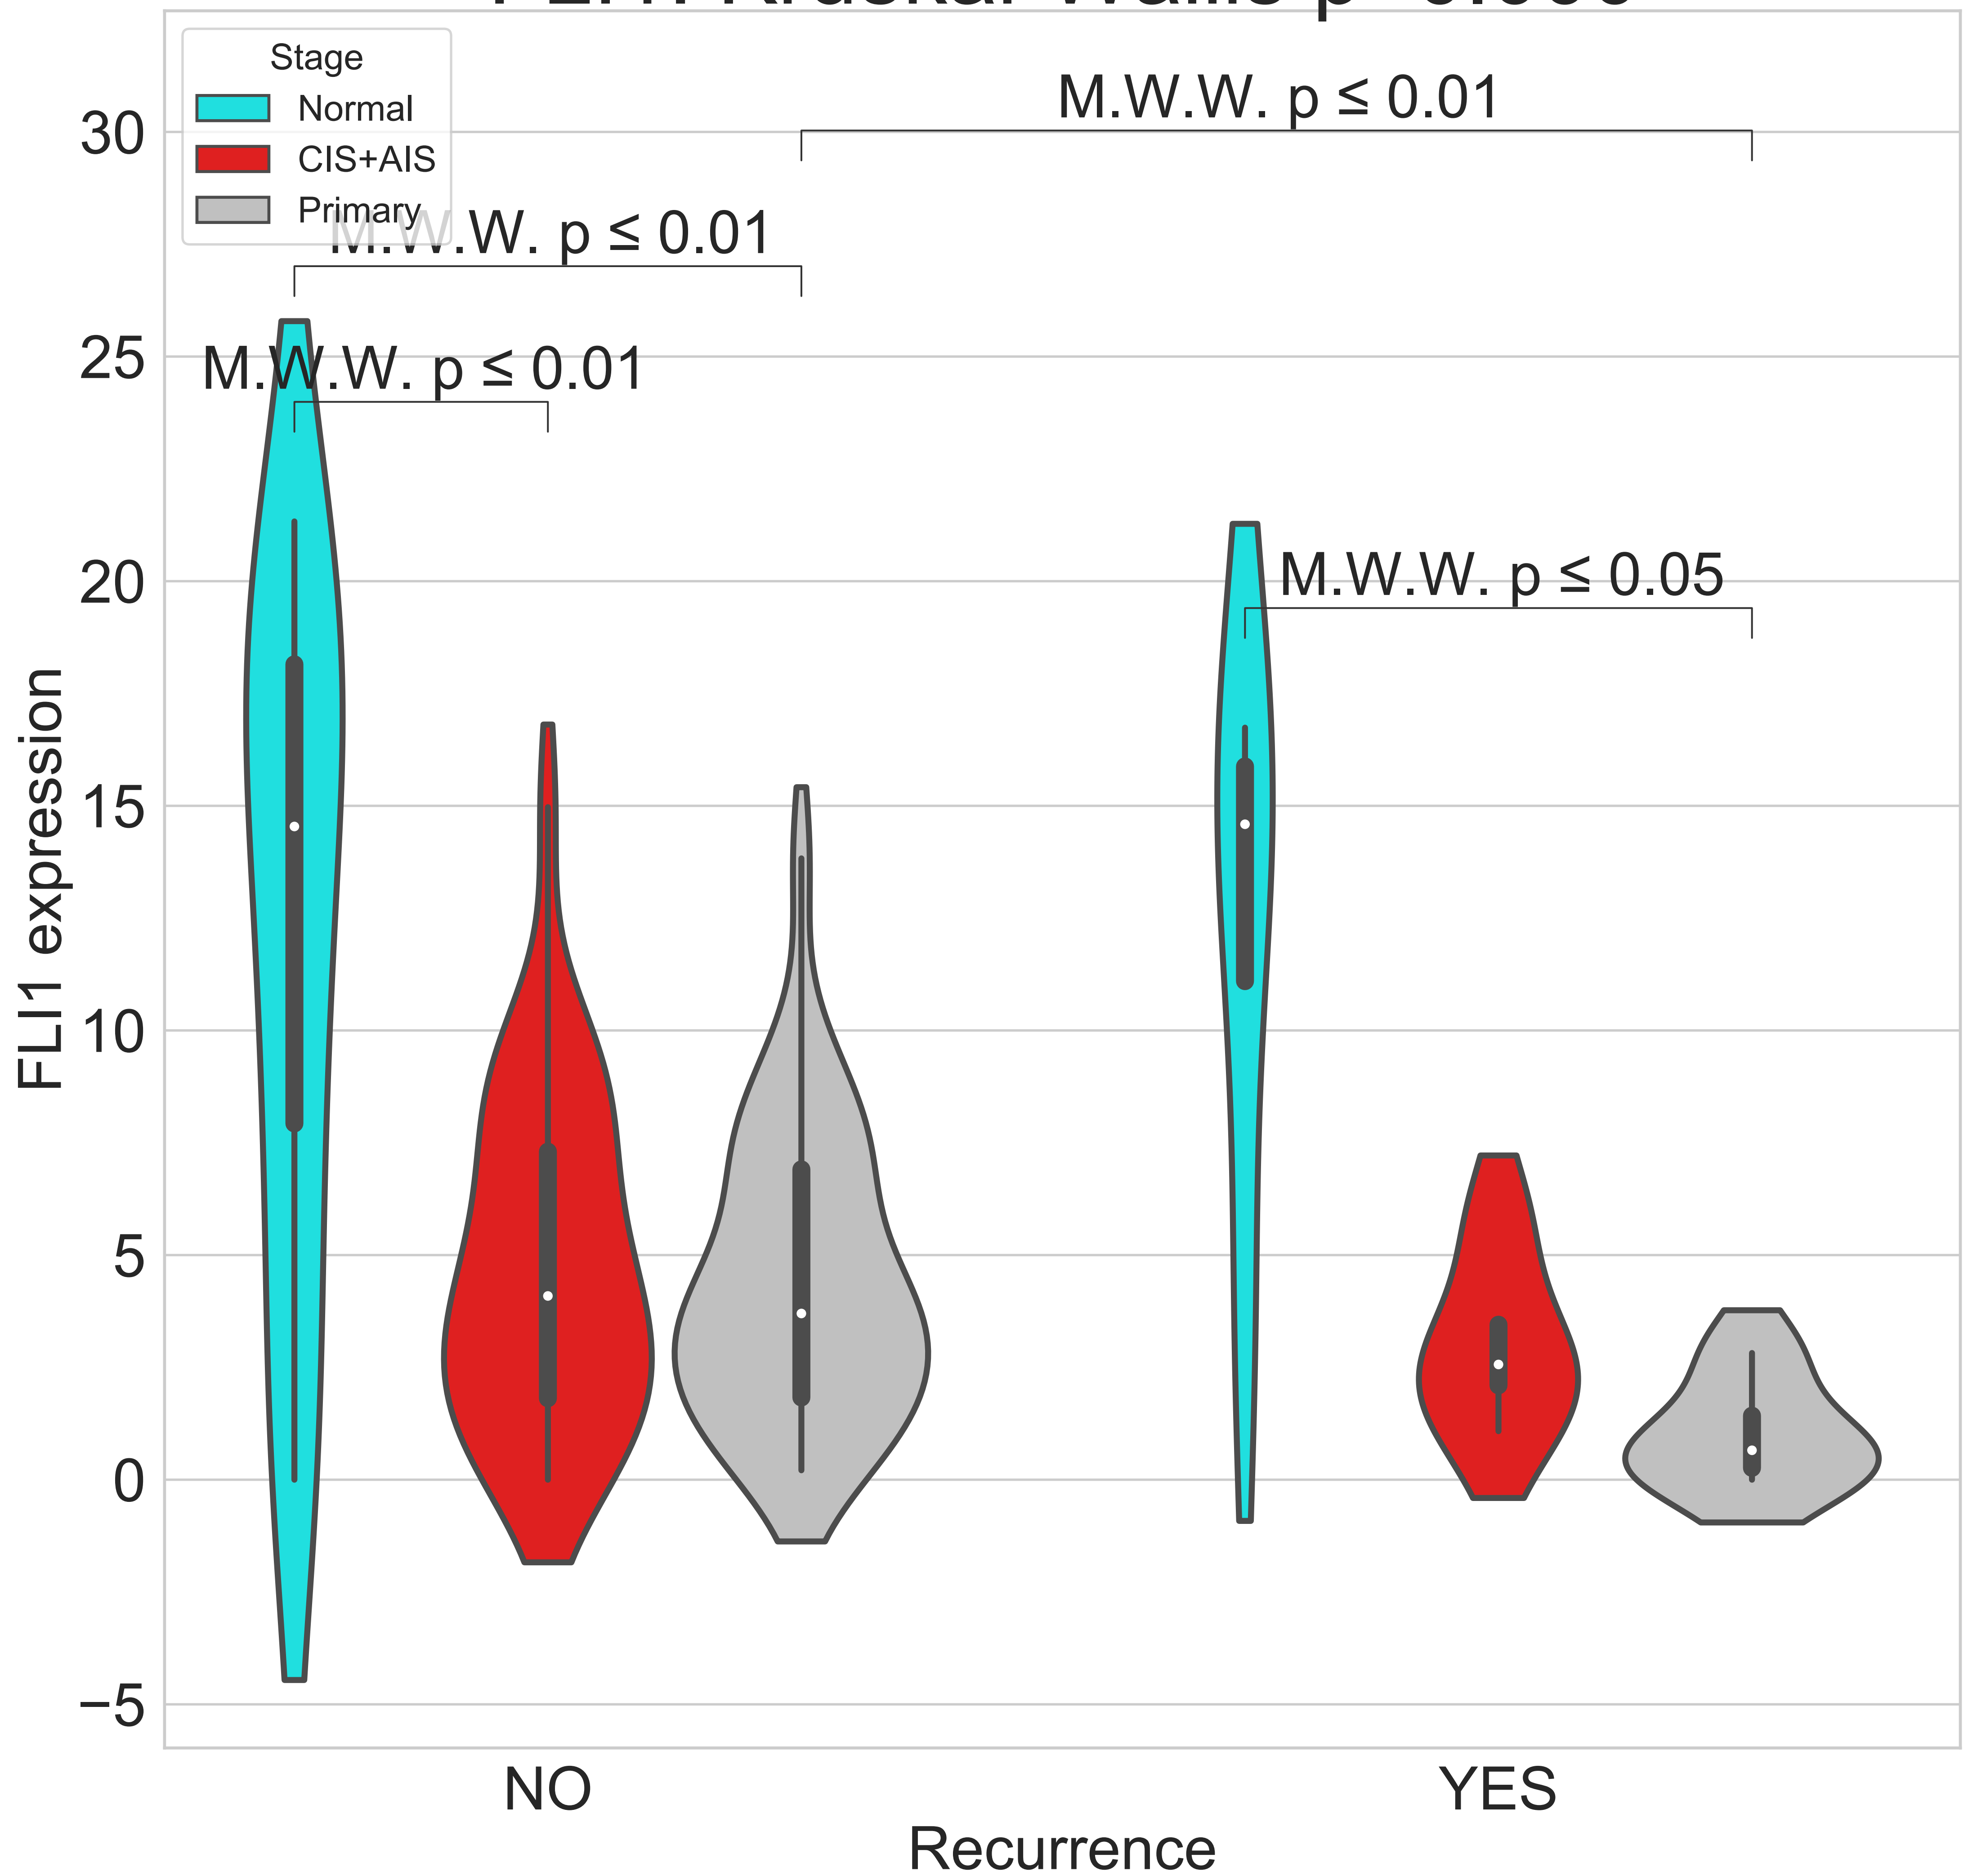 Stage
Normal
CIS+AIS
Primary
M.W.W. p ≤ 0.01
M.W.W. p ≤ 0.01
M.W.W. p ≤ 0.01
M.W.W. p ≤ 0.05
30
25
20
15
10
5
0
−5
FLI1 expression
NO
YES
Recurrence